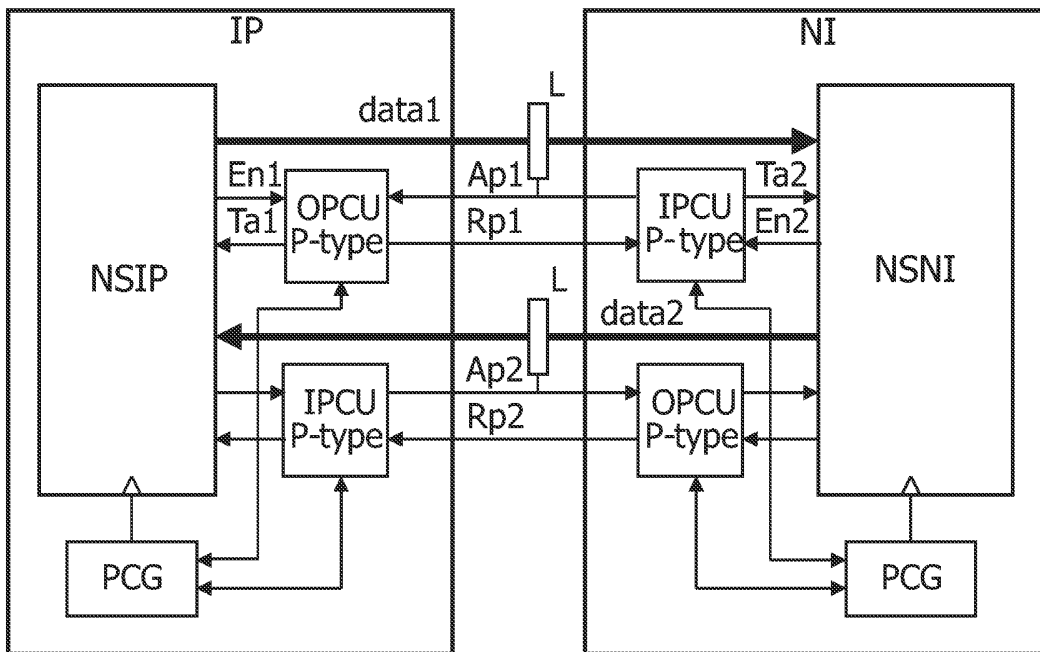 IP
NI
L
data1
En1
Ap1
Ta2
OPCU
P-type
IPCU
P-type
Ta1
Rp1
En2
NSIP
NSNI
L
data2
Ap2
IPCU
P-type
OPCU
P-type
Rp2
PCG
PCG